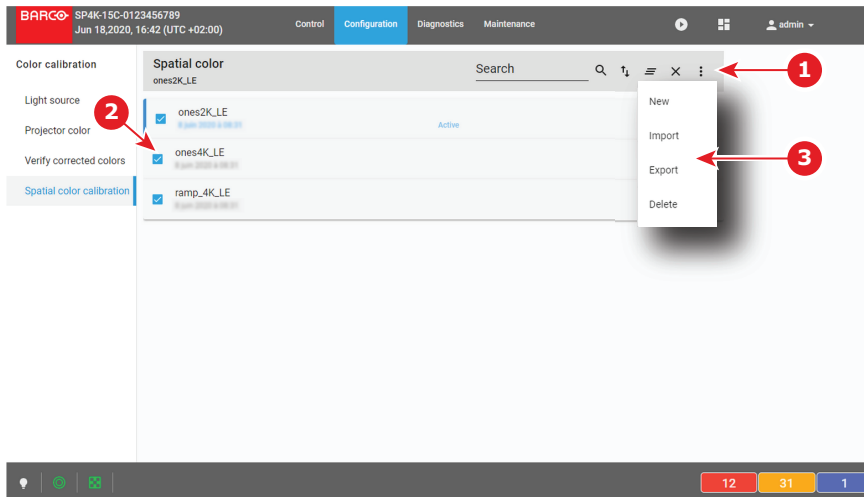 BARCO SP4K-15C-0123456789
Jun 18,2020, 16:42 (UTC +02:00)
Control Configuration Diagnostics Maintenance admin
Color calibration
Light source
Projector color
Verify corrected colors
Spatial color calibration
Spatial color
ones2K_LE
Search
1
2
ones2K_LE
Active
ones4K_LE
ramp_4K_LE
New
Import
Export
Delete
3
12 31 1